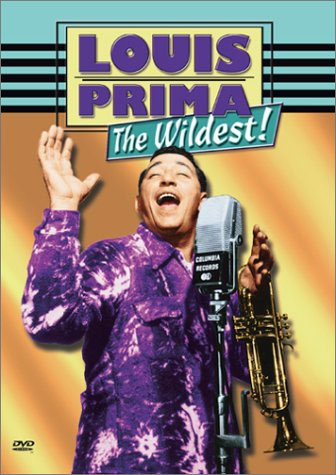 LOUIS
PRIMA
The Wildest!
COLUMBIA
RECORDS
DVD